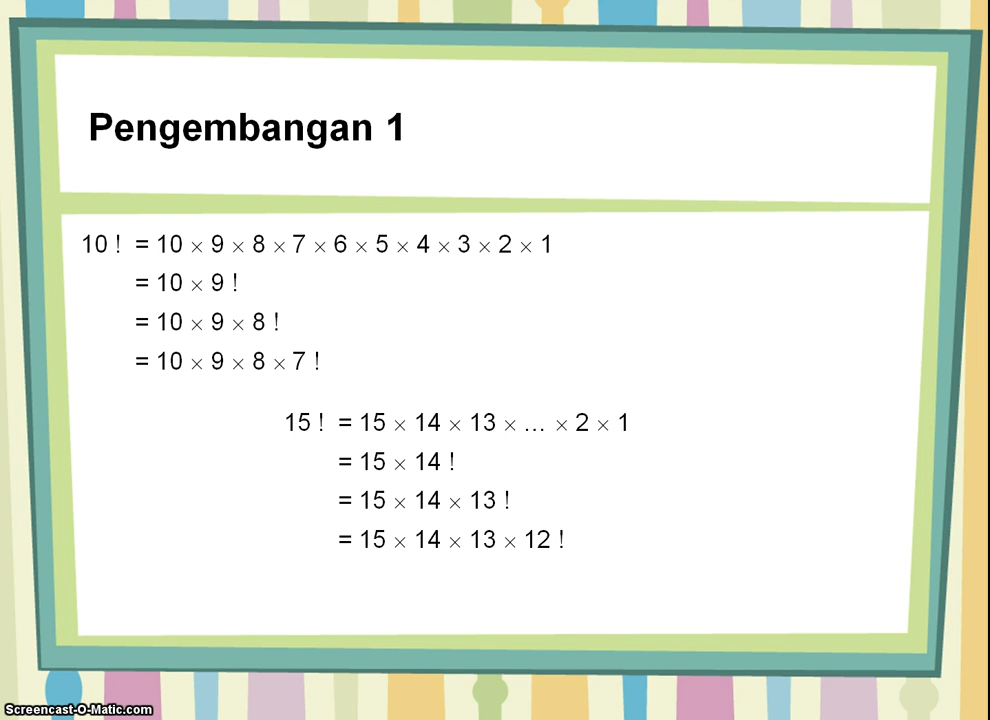 Pengembangan 1
10 ! = 10 × 9 × 8 × 7 × 6 × 5 × 4 × 3 × 2 × 1
= 10 × 9 !
= 10 × 9 × 8 !
= 10 × 9 × 8 × 7 !
15 ! = 15 × 14 × 13 × ... × 2 × 1
= 15 × 14 !
= 15 × 14 × 13 !
= 15 × 14 × 13 × 12 !
Screencast-O-Matic.com